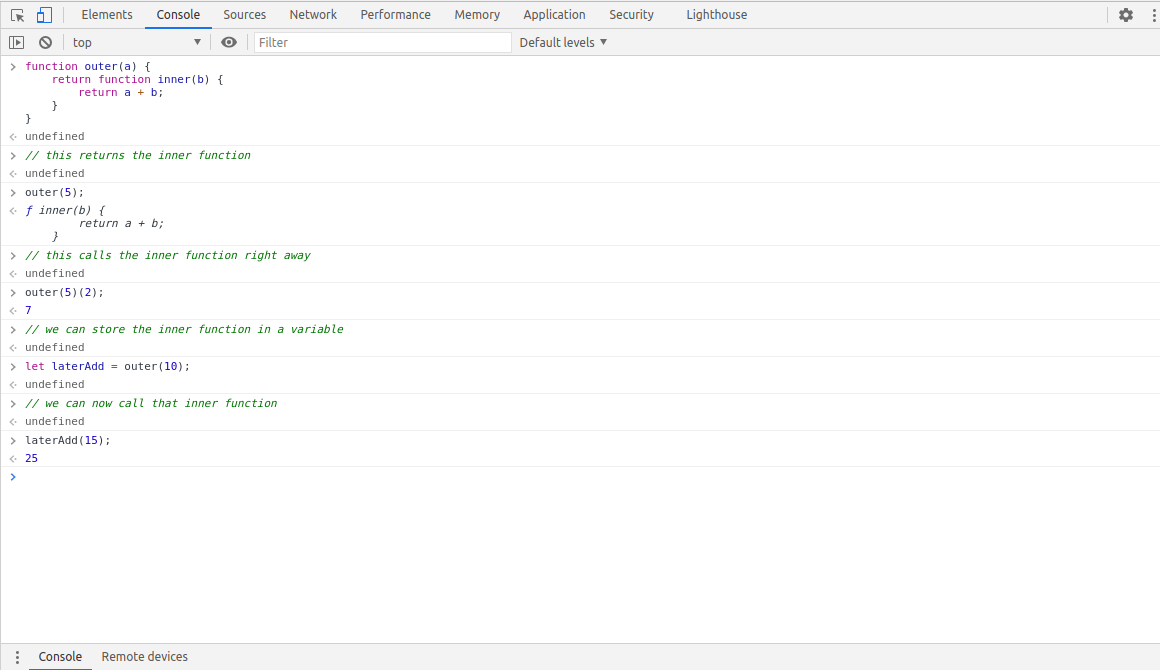 Elements Console Sources Network Performance Memory Application Security Lighthouse
top Filter Default levels
function outer(a) {
    return function inner(b) {
        return a + b;
    }
}
undefined
// this returns the inner function
undefined
outer(5);
ƒ inner(b) {
        return a + b;
    }
// this calls the inner function right away
undefined
outer(5)(2);
7
// we can store the inner function in a variable
undefined
let laterAdd = outer(10);
undefined
// we can now call that inner function
undefined
laterAdd(15);
25
Console Remote devices